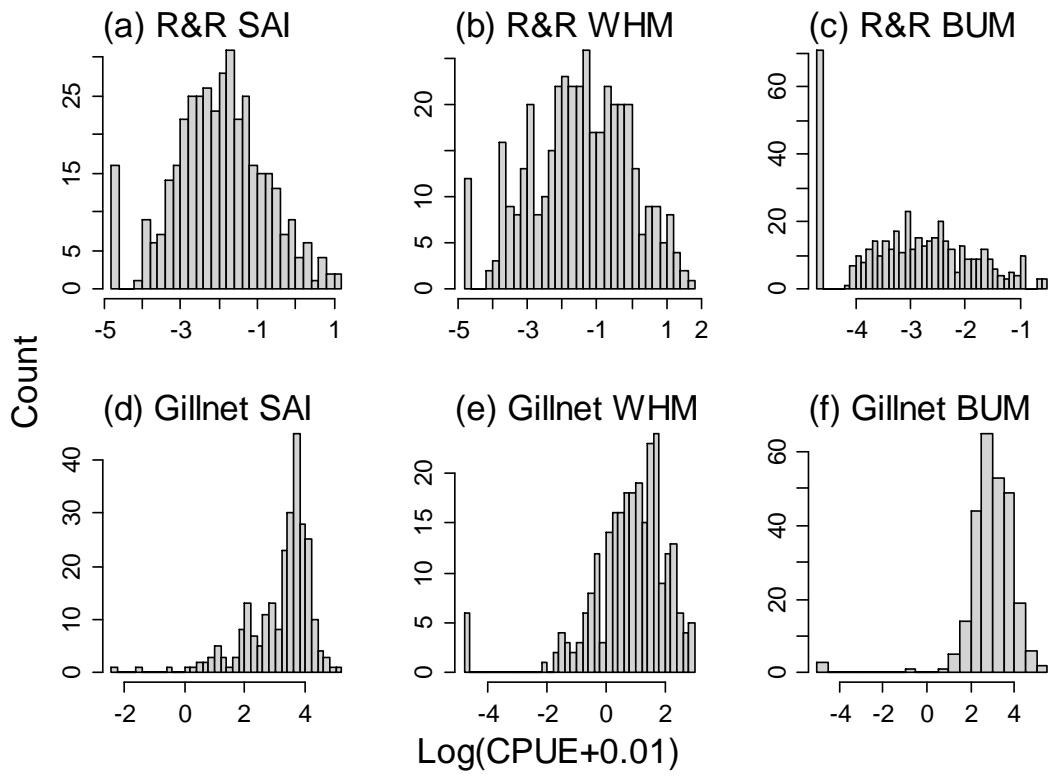 (a) R&R SAI
(b) R&R WHM
(c) R&R BUM
0 5 15 25
-5 -3 -1 1
0 5 10 20
-5 -4 -2 -1 1 2
0 20 40 60
-4 -3 -2 -1
Count
(d) Gillnet SAI
(e) Gillnet WHM
(f) Gillnet BUM
0 10 20 30 40
-2 0 2 4
0 5 10 20
-4 -2 0 2
0 20 40 60
-4 -2 0 2 4
Log(CPUE+0.01)